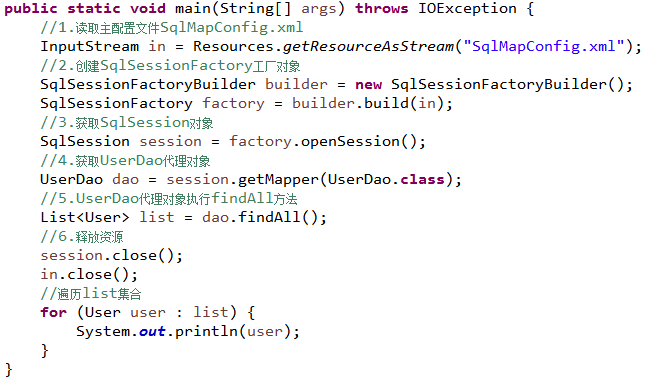 public static void main(String[] args) throws IOException {
//1.读取主配置文件SqlMapConfig.xml
InputStream in = Resources.getResourceAsStream("SqlMapConfig.xml");
//2.创建SqlSessionFactory工厂对象
SqlSessionFactoryBuilder builder = new SqlSessionFactoryBuilder();
SqlSessionFactory factory = builder.build(in);
//3.获取SqlSession对象
SqlSession session = factory.openSession();
//4.获取UserDao代理对象
UserDao dao = session.getMapper(UserDao.class);
//5.UserDao代理对象执行findAll方法
List<User> list = dao.findAll();
//6.释放资源
session.close();
in.close();
//遍历list集合
for (User user : list) {
System.out.println(user);
}
}